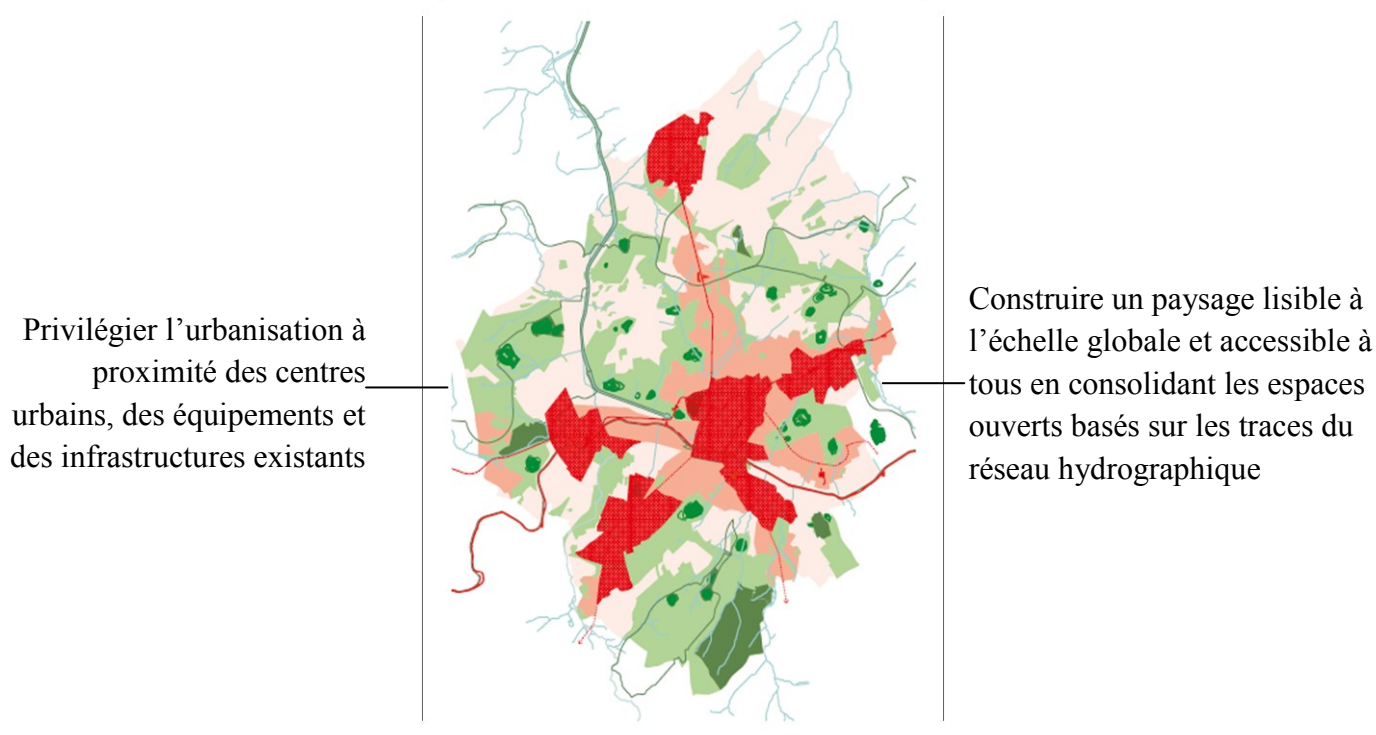 Privilégier l’urbanisation à
proximité des centres
urbains, des équipements et
des infrastructures existants
Construire un paysage lisible à
l’échelle globale et accessible à
tous en consolidant les espaces
ouverts basés sur les traces du
réseau hydrographique